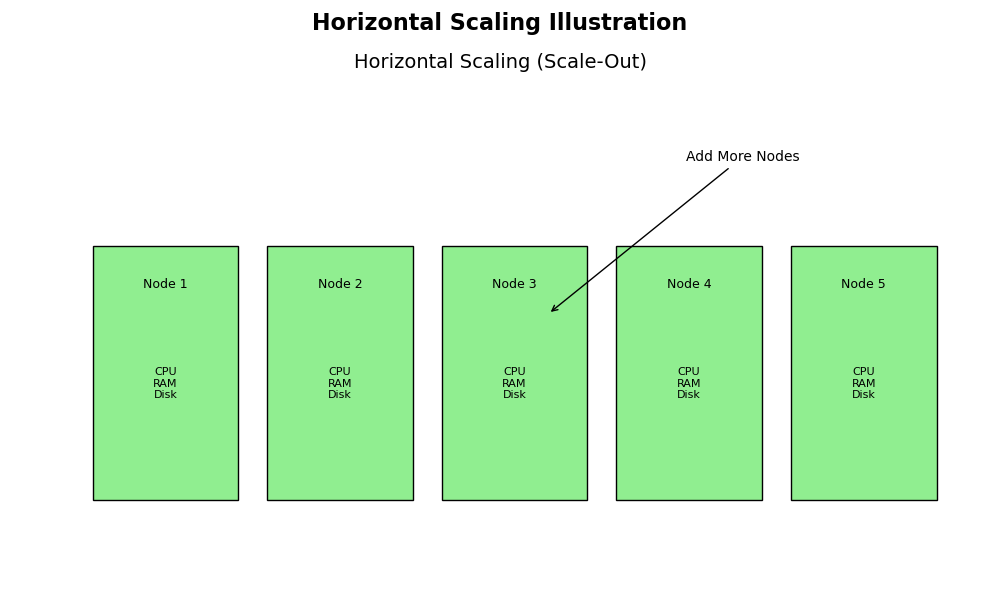 Horizontal Scaling Illustration
Horizontal Scaling (Scale-Out)
Add More Nodes
Node 1
CPU
RAM
Disk
Node 2
CPU
RAM
Disk
Node 3
CPU
RAM
Disk
Node 4
CPU
RAM
Disk
Node 5
CPU
RAM
Disk